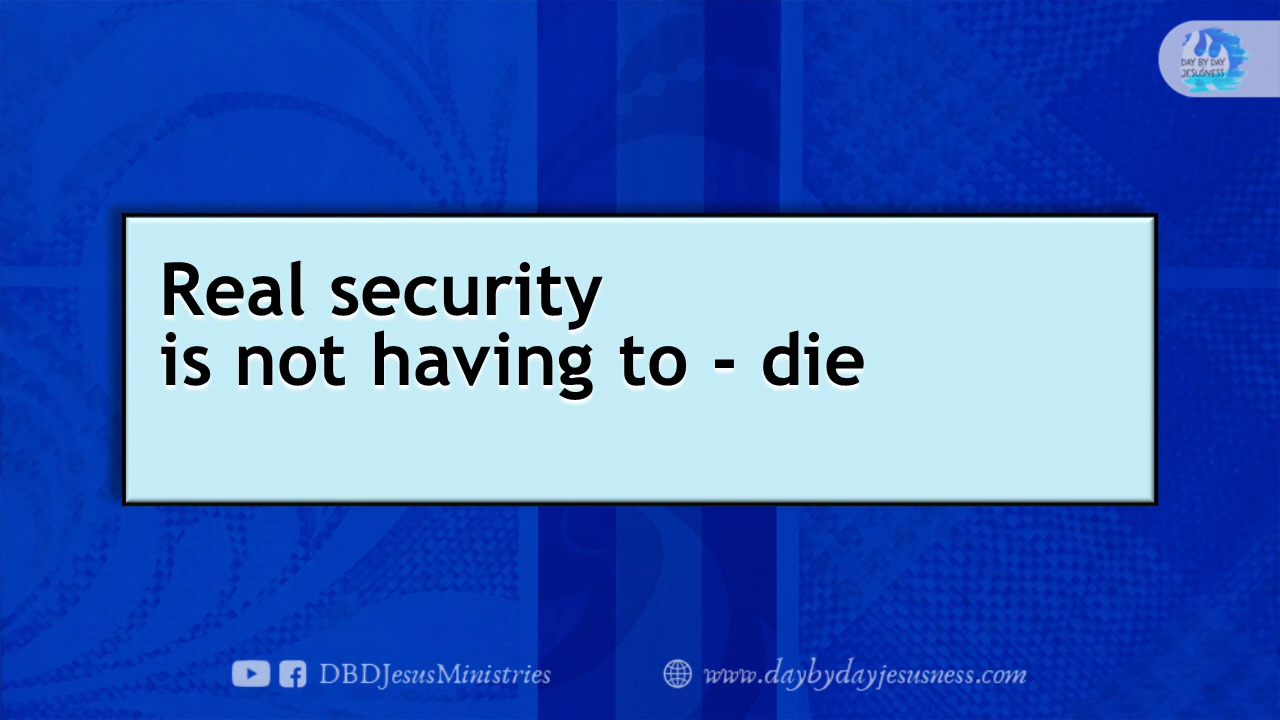 DAY BY DAY
JESUSNESS
Real security
is not having to - die
DBDJesusMinistries
www.daybydayjesusness.com